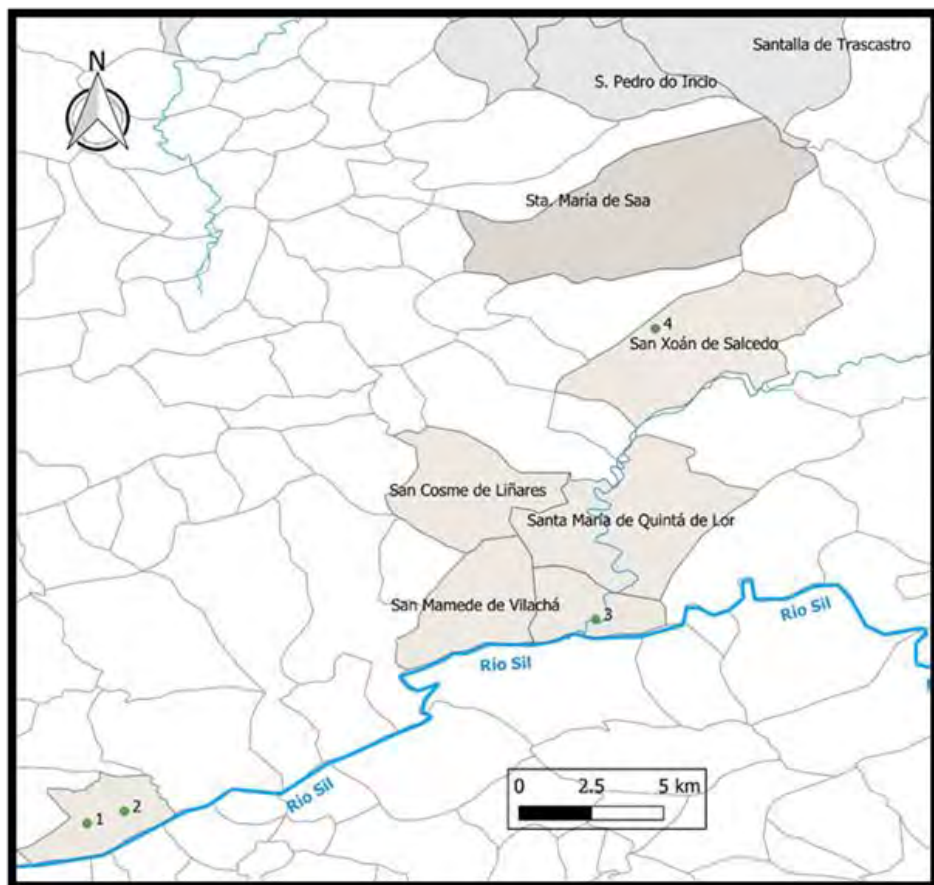 Santalla de Trascastro
N
S. Pedro do Incio
Sta. María de Saa
4
San Xoán de Salcedo
San Cosme de Liñares
Santa María de Quintá de Lor
San Mamede de Vilachá
3
Río Sil
Río Sil
0 2.5 5 km
Río Sil
2
1